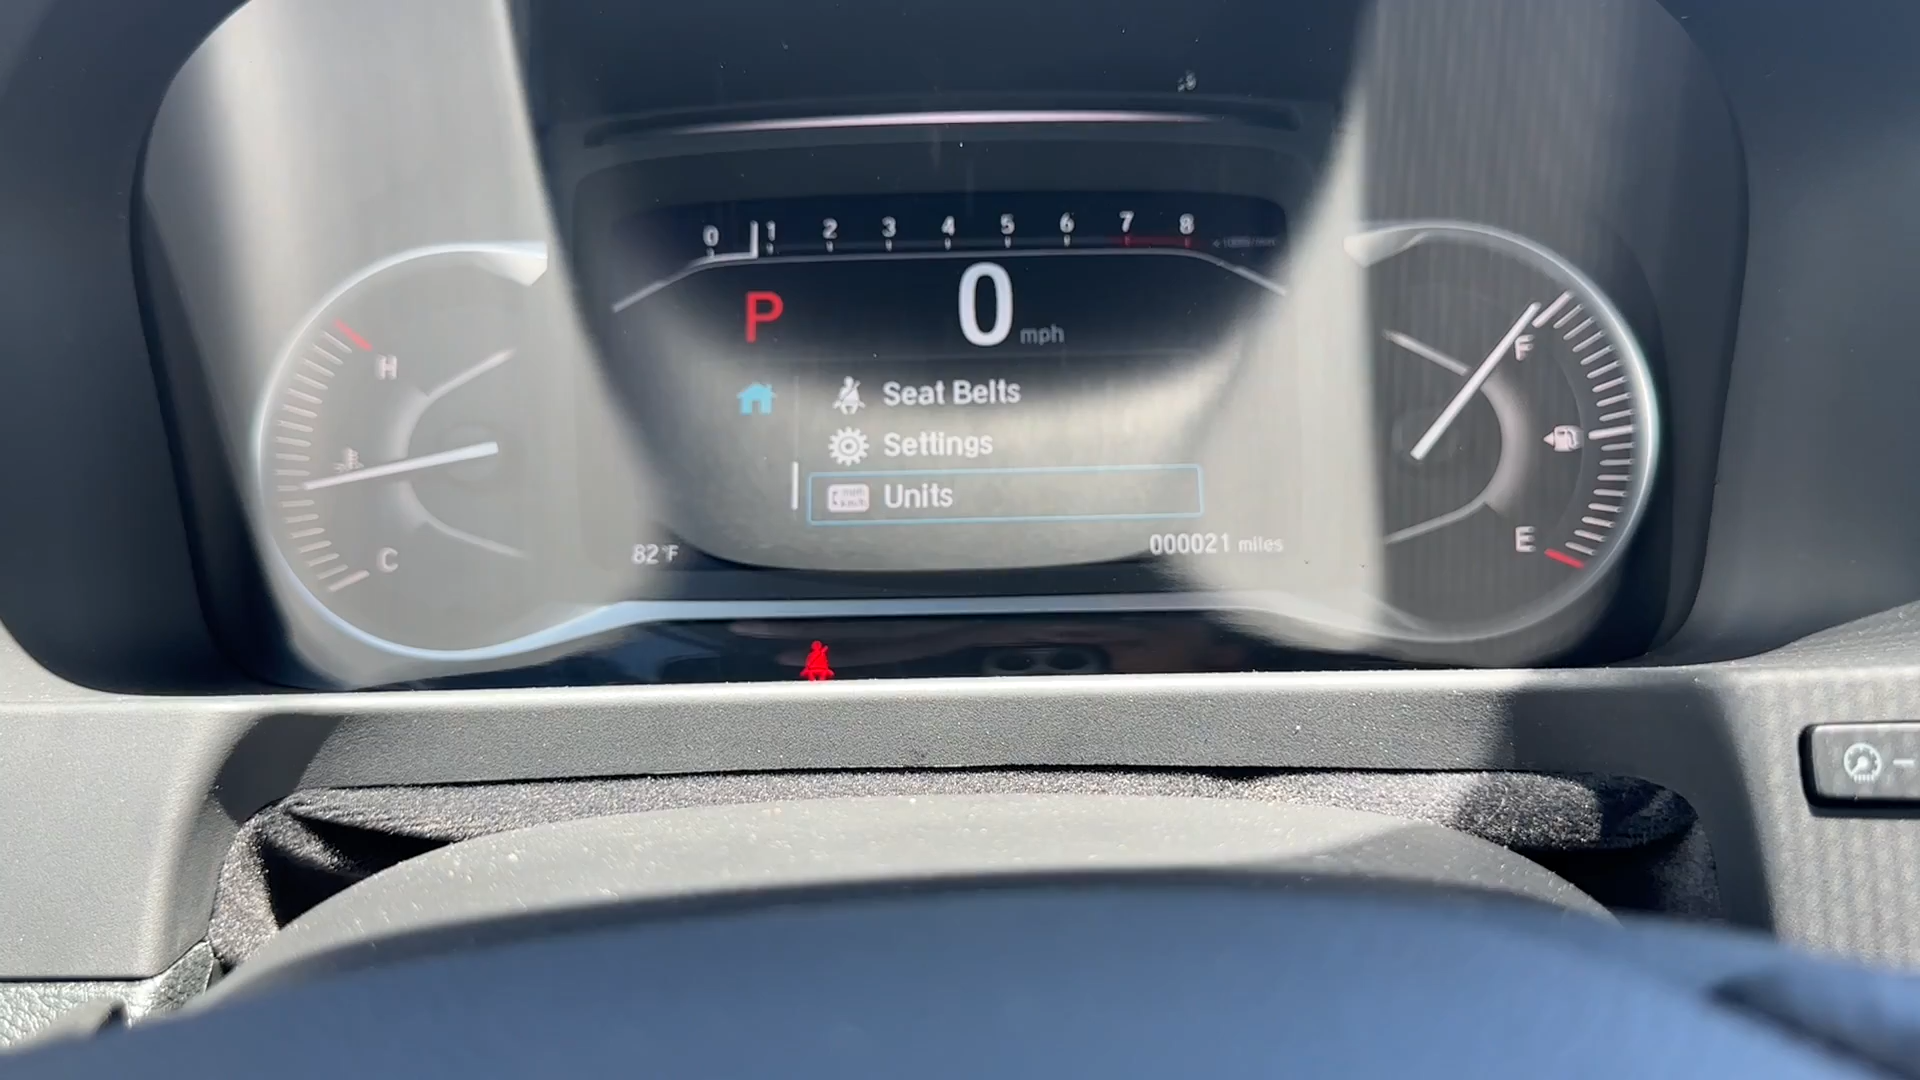 0 1 2 3 4 5 6 7 8
P 0 mph
H
F
Seat Belts
Settings
Units
C
E
82°F
000021 miles